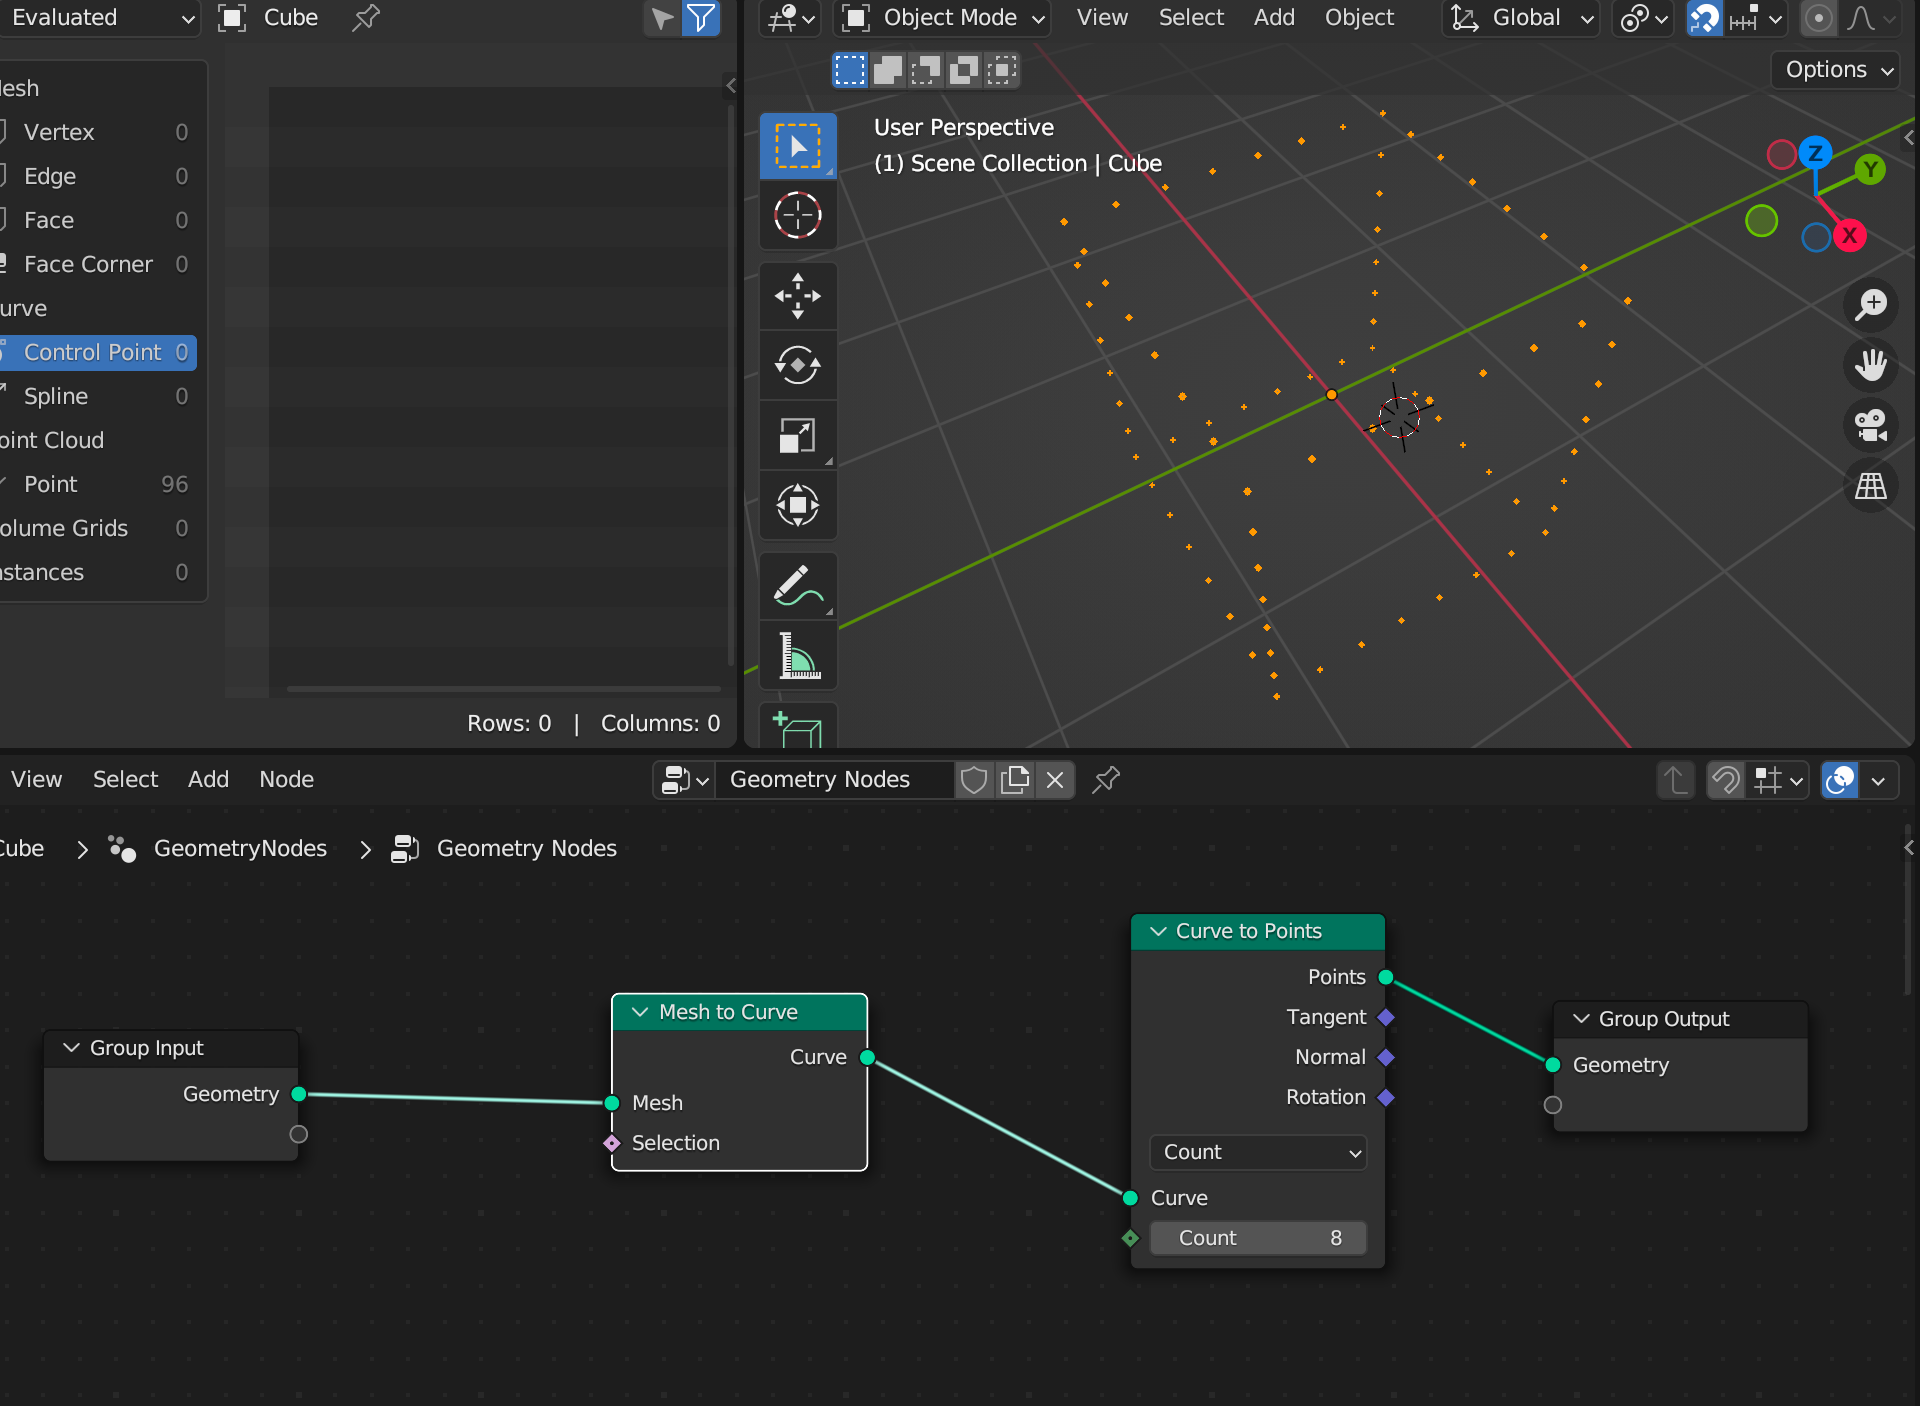 Evaluated
Cube
esh
Vertex 0
Edge 0
Face 0
Face Corner 0
urve
Control Point 0
Spline 0
oint Cloud
Point 96
olume Grids 0
nstances 0
Rows: 0 | Columns: 0
Object Mode
View Select Add Object
Global
Options
User Perspective
(1) Scene Collection | Cube
Z
Y
X
View Select Add Node
Geometry Nodes
Cube > GeometryNodes > Geometry Nodes
Group Input
Geometry
Mesh to Curve
Curve
Mesh
Selection
Curve to Points
Points
Tangent
Normal
Rotation
Count
Curve
Count 8
Group Output
Geometry